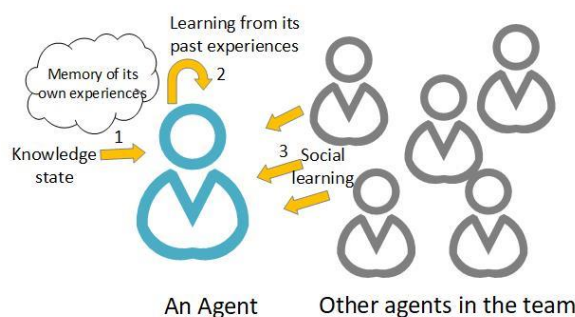 Learning from its
past experiences
2
Memory of its
own experiences
1
Knowledge
state
3 Social
learning
An Agent
Other agents in the team